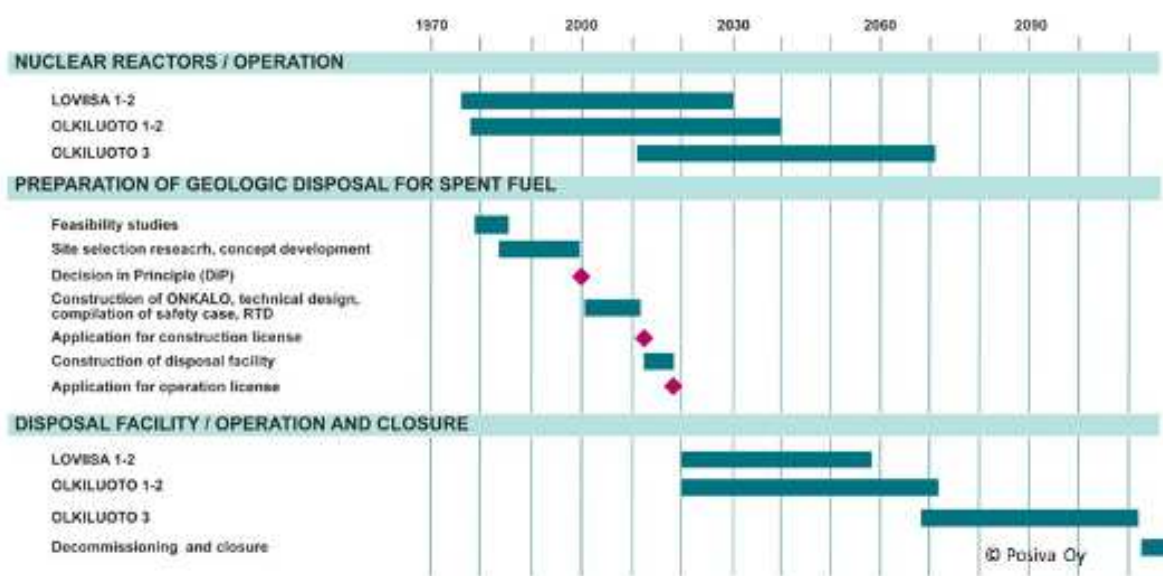 1970 2000 2030 2060 2090
NUCLEAR REACTORS / OPERATION
LOVIISA 1-2
OLKILUOTO 1-2
OLKILUOTO 3
PREPARATION OF GEOLOGIC DISPOSAL FOR SPENT FUEL
Feasibility studies
Site selection reseacrh, concept development
Decision in Principle (DiP)
Construction of ONKALO, technical design,
compilation of safety case, RTD
Application for construction license
Construction of disposal facility
Application for operation license
DISPOSAL FACILITY / OPERATION AND CLOSURE
LOVIISA 1-2
OLKILUOTO 1-2
OLKILUOTO 3
Decommissioning and closure
© Posiva Oy